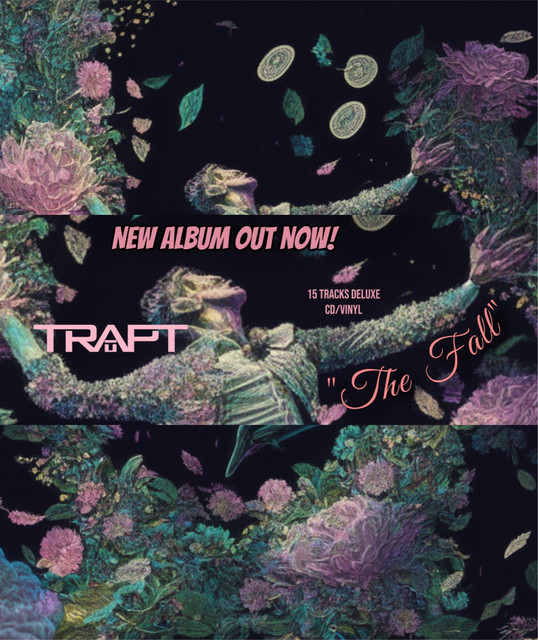 NEW ALBUM OUT NOW!
15 TRACKS DELUXE
CD/VINYL
TRAPT
"The Fall"